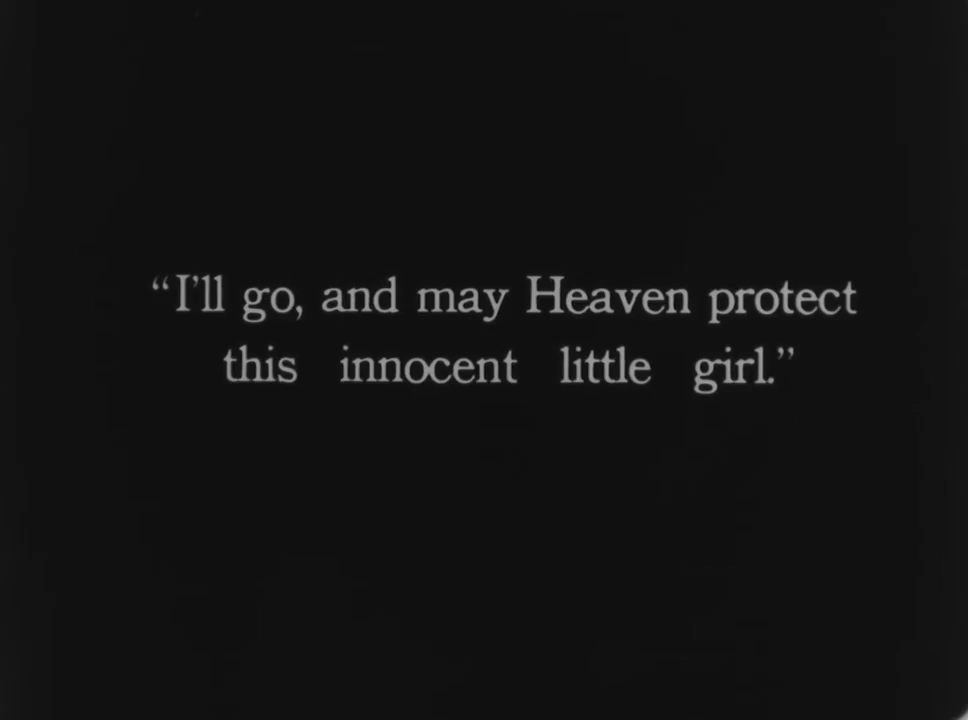 “I’ll go, and may Heaven protect
this innocent little girl.”